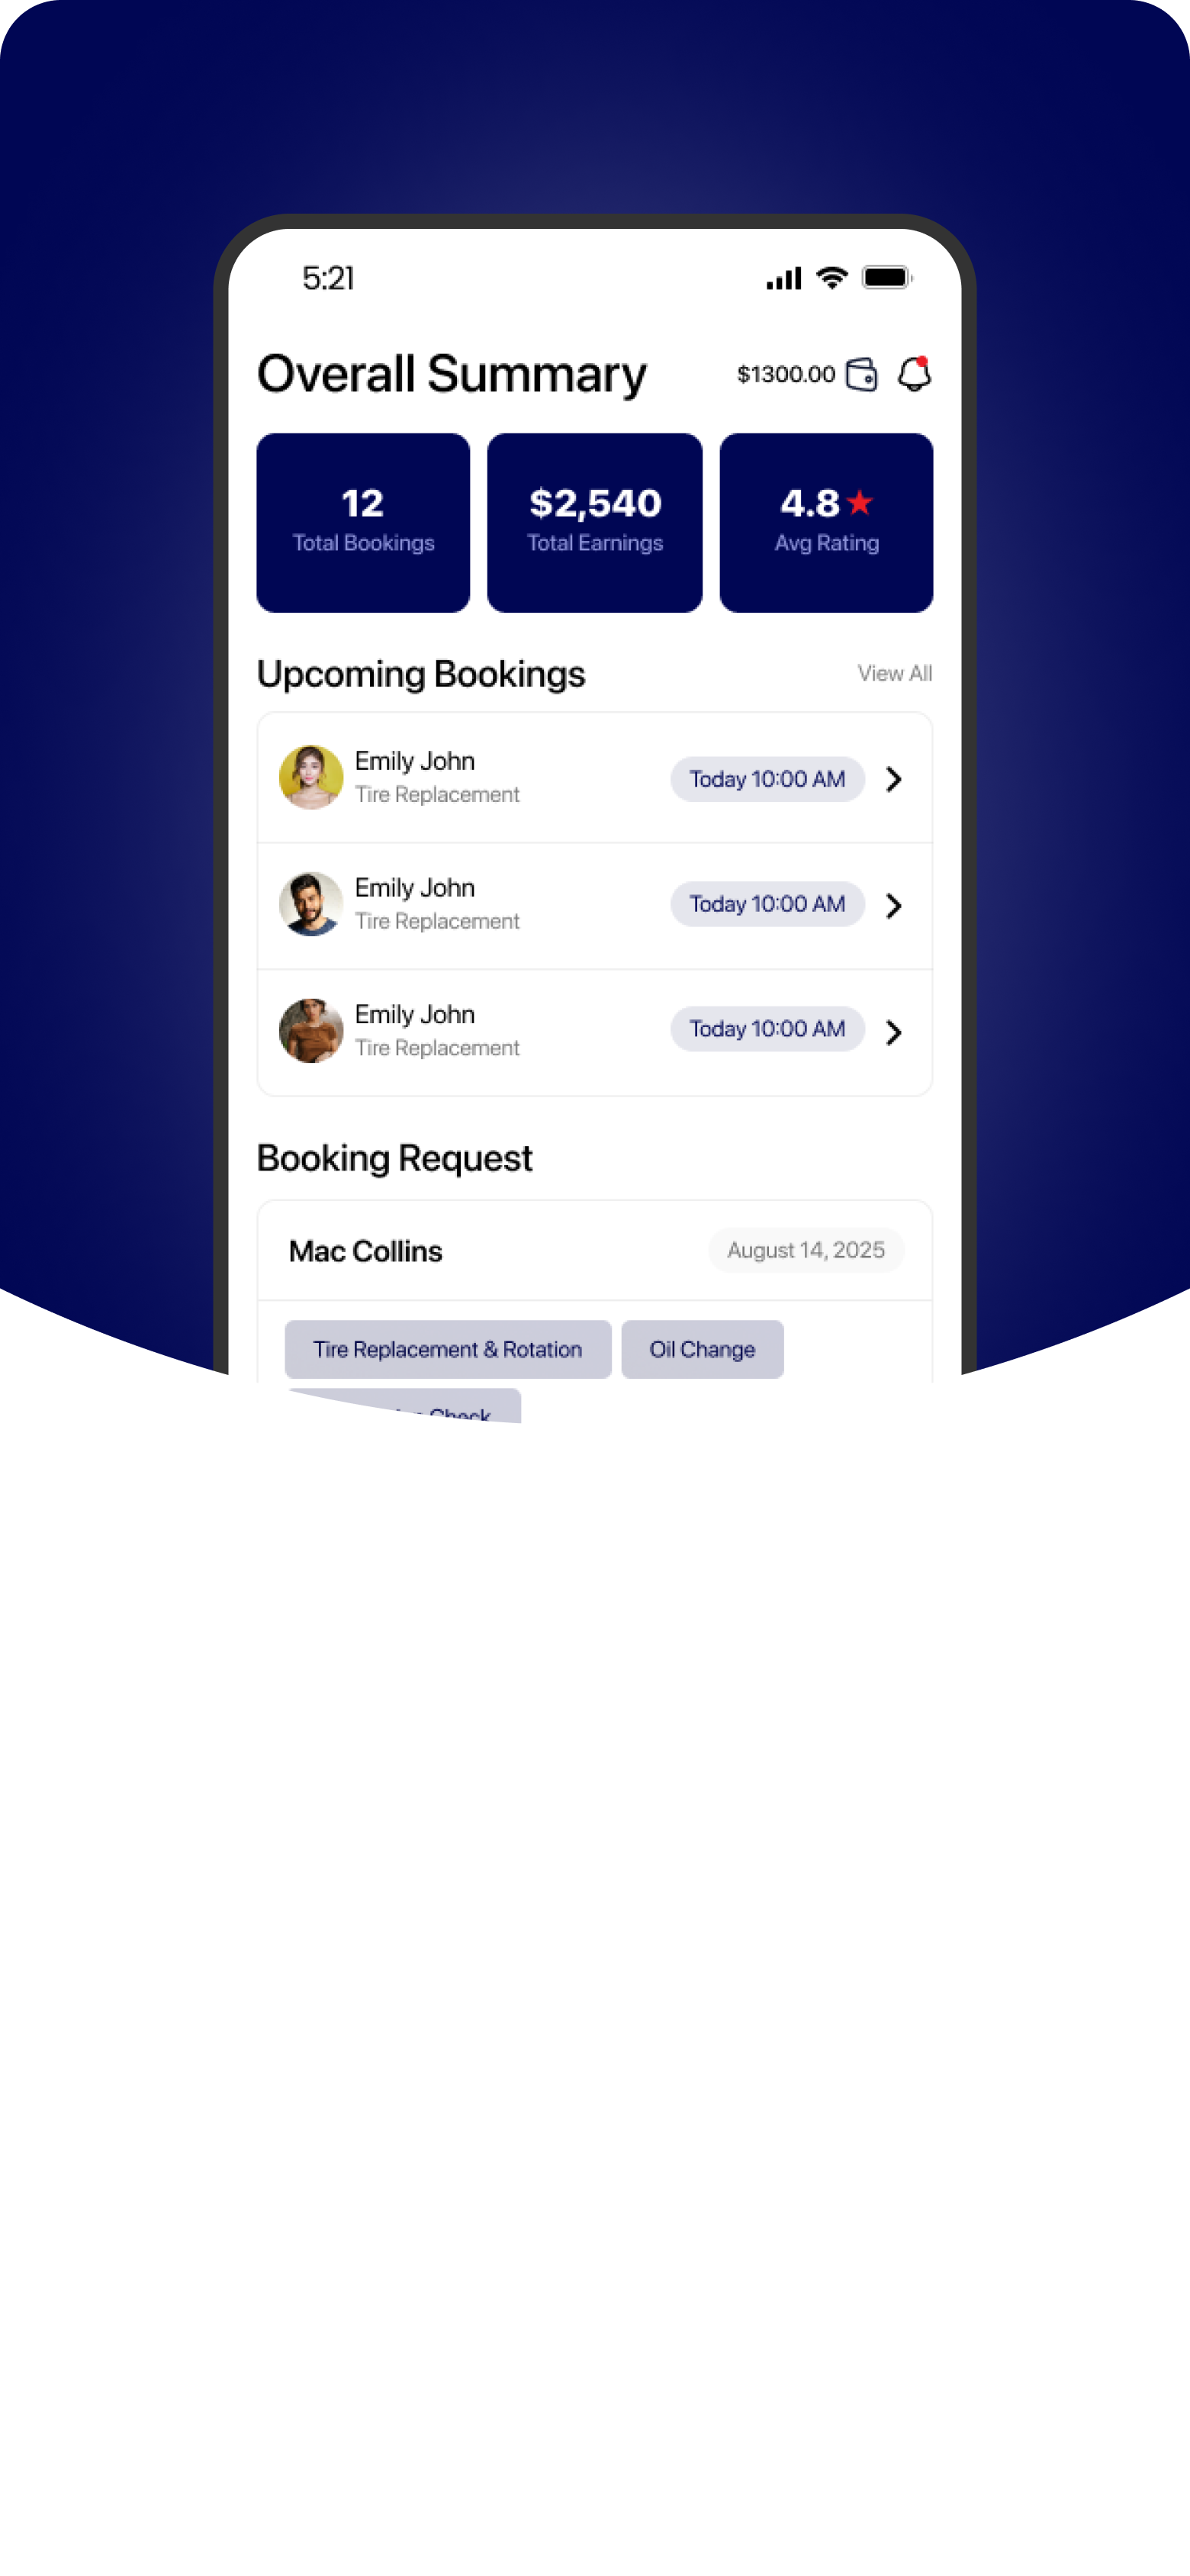 5:21
Overall Summary
$1300.00
12
Total Bookings
$2,540
Total Earnings
4.8
Avg Rating
Upcoming Bookings
View All
Emily John
Tire Replacement
Today 10:00 AM
Emily John
Tire Replacement
Today 10:00 AM
Emily John
Tire Replacement
Today 10:00 AM
Booking Request
Mac Collins
August 14, 2025
Tire Replacement & Rotation
Oil Change
Check